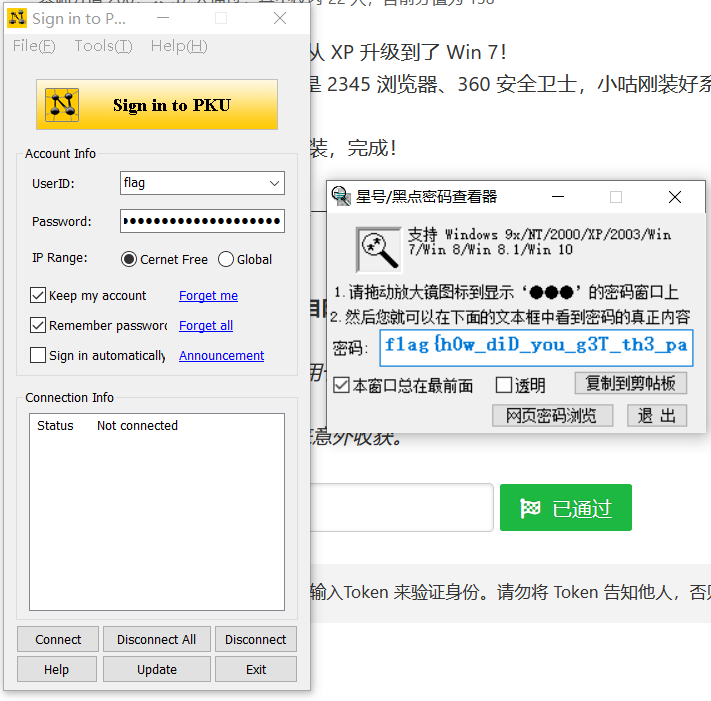 Sign in to P...
File(F) Tools(T) Help(H)
Sign in to PKU
Account Info
UserID: flag
Password: ●●●●●●●●●●●●●●●●●●●●
IP Range: Cernet Free Global
Keep my account Forget me
Remember password Forget all
Sign in automatically Announcement
Connection Info
Status Not connected
Connect Disconnect All Disconnect
Help Update Exit
从 XP 升级到了 Win 7！
是 2345 浏览器、360 安全卫士，小咕刚装好系
装，完成！
星号/黑点密码查看器
支持 Windows 9x/NT/2000/XP/2003/Win
7/Win 8/Win 8.1/Win 10
1.请拖动放大镜图标到显示‘●●●’的密码窗口上
2.然后您就可以在下面的文本框中看到密码的真正内容
密码: flag{h0w_diD_you_g3T_th3_pa
本窗口总在最前面 透明 复制到剪帖板
网页密码浏览 退 出
意外收获。
已通过
输入Token 来验证身份。请勿将 Token 告知他人，否则